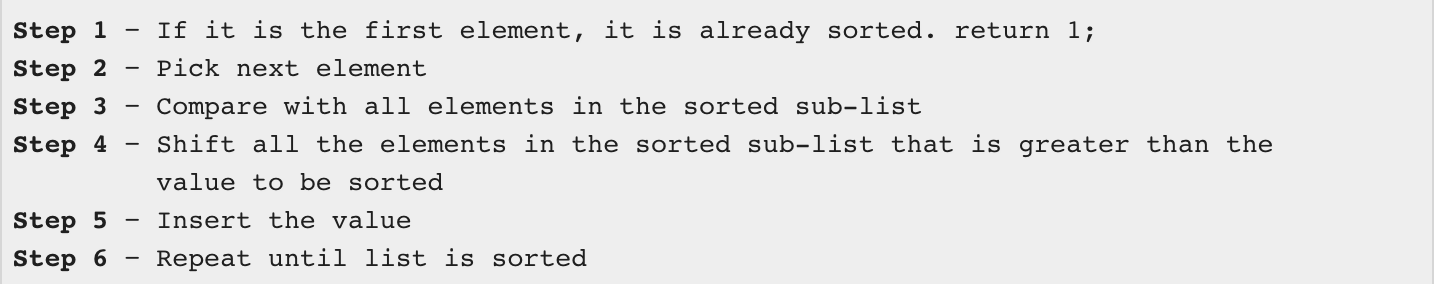 Step 1 − If it is the first element, it is already sorted. return 1;
Step 2 − Pick next element
Step 3 − Compare with all elements in the sorted sub-list
Step 4 − Shift all the elements in the sorted sub-list that is greater than the
value to be sorted
Step 5 − Insert the value
Step 6 − Repeat until list is sorted